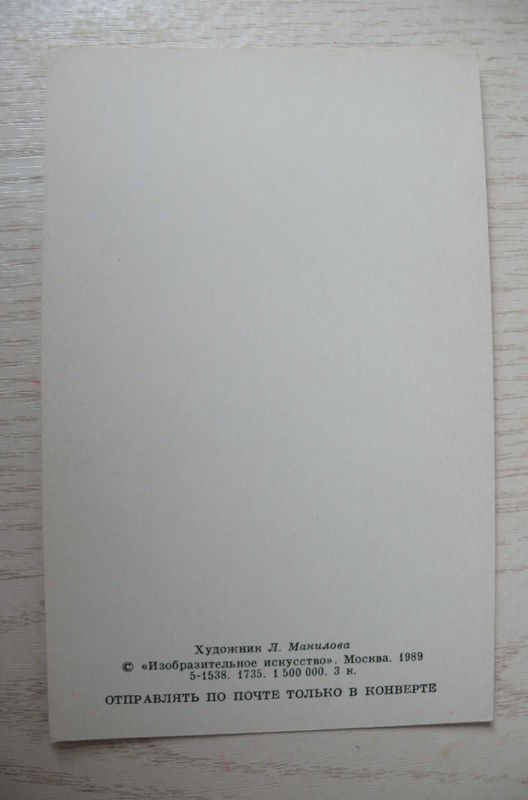 Художник Л. Манилова
© «Изобразительное искусство». Москва. 1989
5-1538. 1735. 1 500 000. 3 к.
ОТПРАВЛЯТЬ ПО ПОЧТЕ ТОЛЬКО В КОНВЕРТЕ